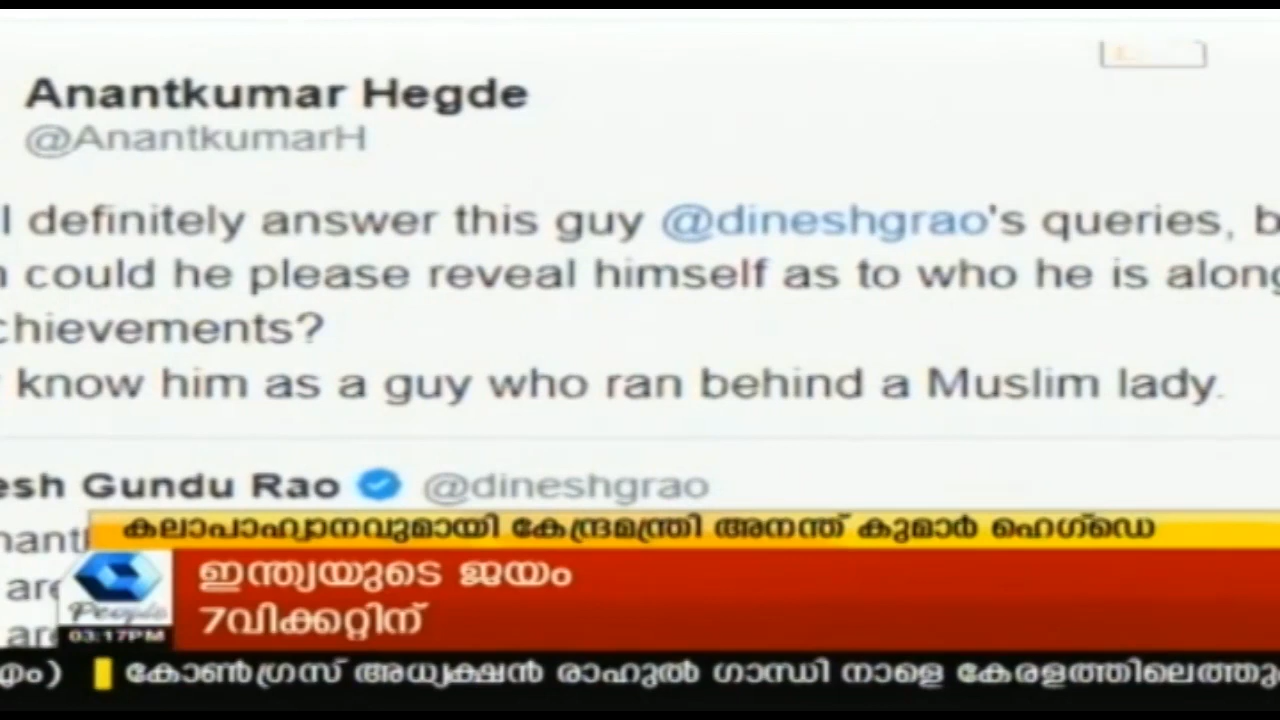 Anantkumar Hegde
@AnantkumarH
definitely answer this guy @dineshgrao's queries,
could he please reveal himself as to who he is
chievements?
know him as a guy who ran behind a Muslim lady.
esh Gundu Rao @dineshgrao
കലാപാഹ്വാനവുമായി കേന്ദ്രമന്ത്രി അനന്ത് കുമാർ ഹെഗ്ഡെ
ഇന്ത്യയുടെ ജയം
7വിക്കറ്റിന്
People
03:17PM
കോൺഗ്രസ് അധ്യക്ഷൻ രാഹുൽ ഗാന്ധി നാളെ കേരളത്തിലെത്തു